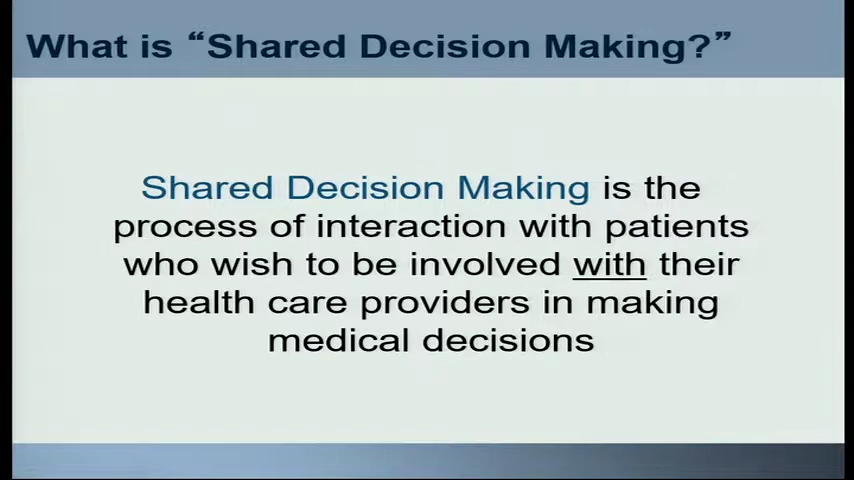 What is “Shared Decision Making?”
Shared Decision Making is the
process of interaction with patients
who wish to be involved with their
health care providers in making
medical decisions